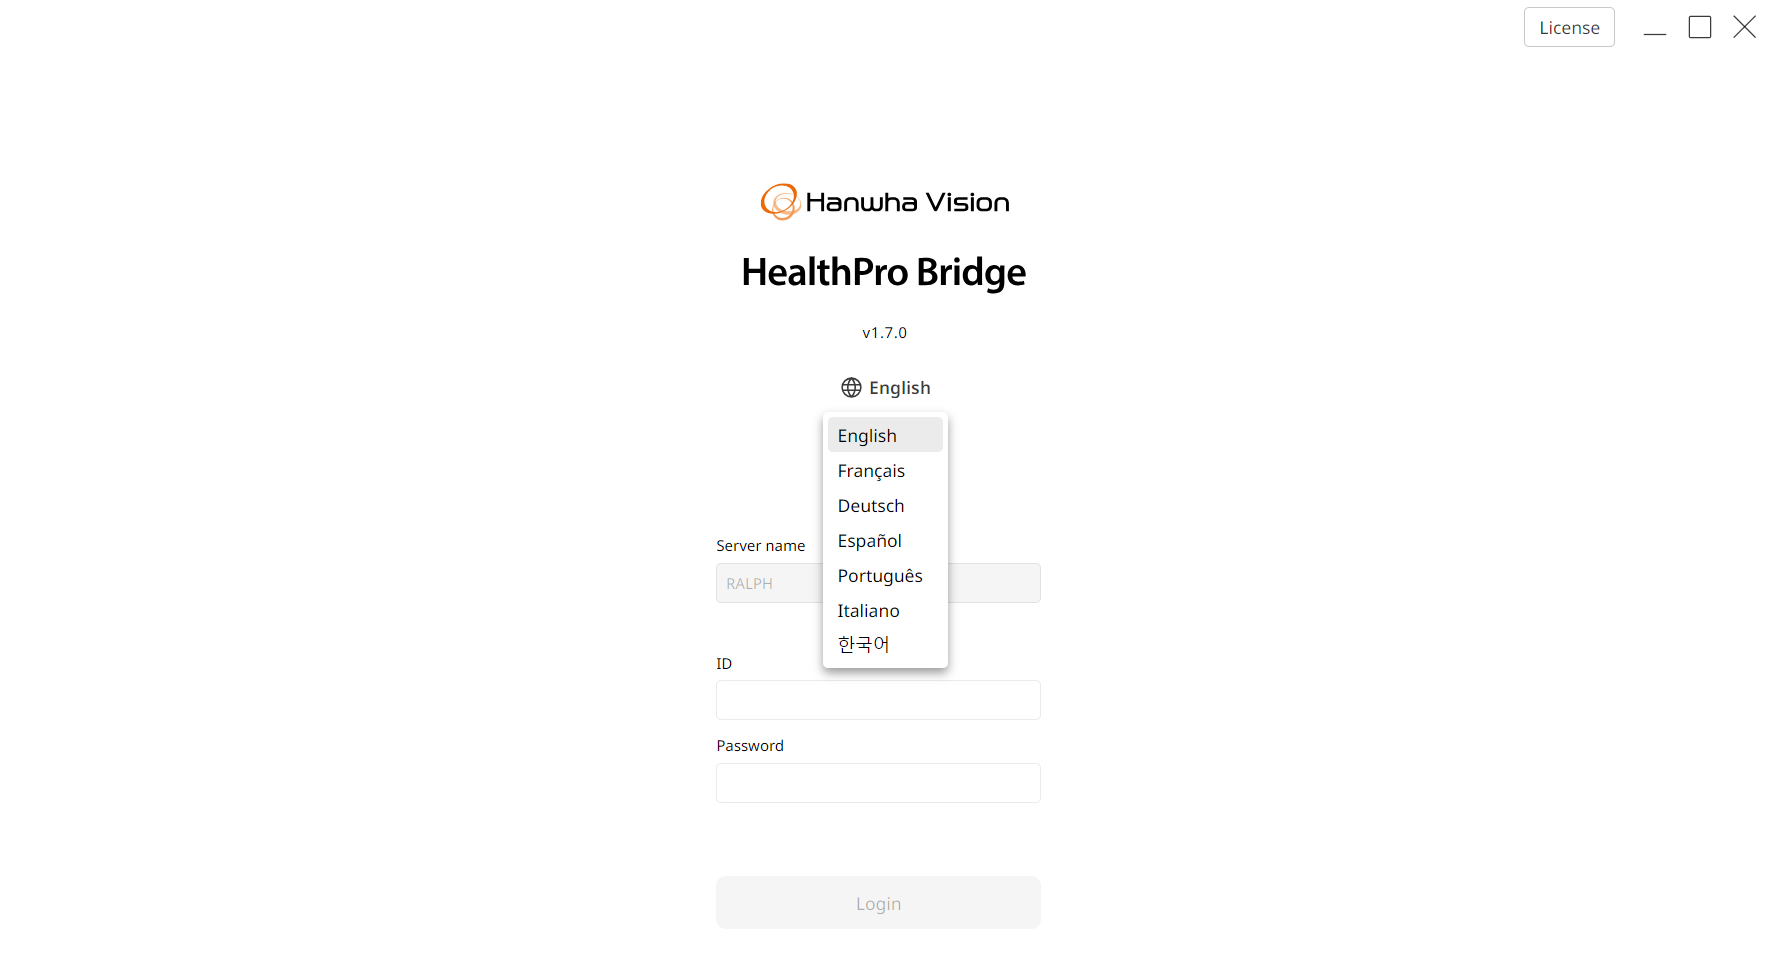 License
Hanwha Vision
HealthPro Bridge
v1.7.0
English
English
Français
Deutsch
Español
Português
Italiano
한국어
Server name
RALPH
ID
Password
Login